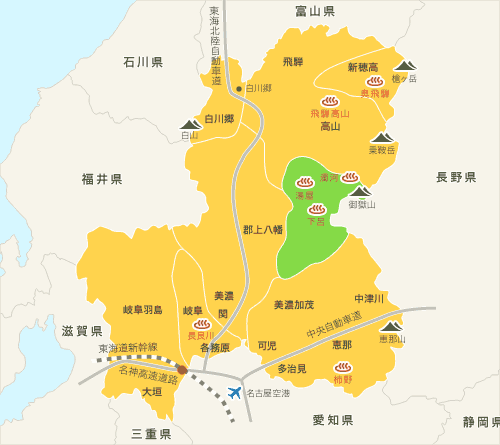 富山県
東海北陸自動車道
石川県
飛騨
新穂高
槍ヶ岳
奥飛騨
白川郷
飛騨高山
白川郷
高山
白山
乗鞍岳
福井県
長野県
濁河
湯屋
御嶽山
下呂
郡上八幡
美濃
中津川
岐阜羽島
岐阜
関
美濃加茂
滋賀県
長良川
中央自動車道
恵那山
東海道新幹線
各務原
可児
恵那
名神高速道路
多治見
柿野
大垣
名古屋空港
愛知県
静岡県
三重県